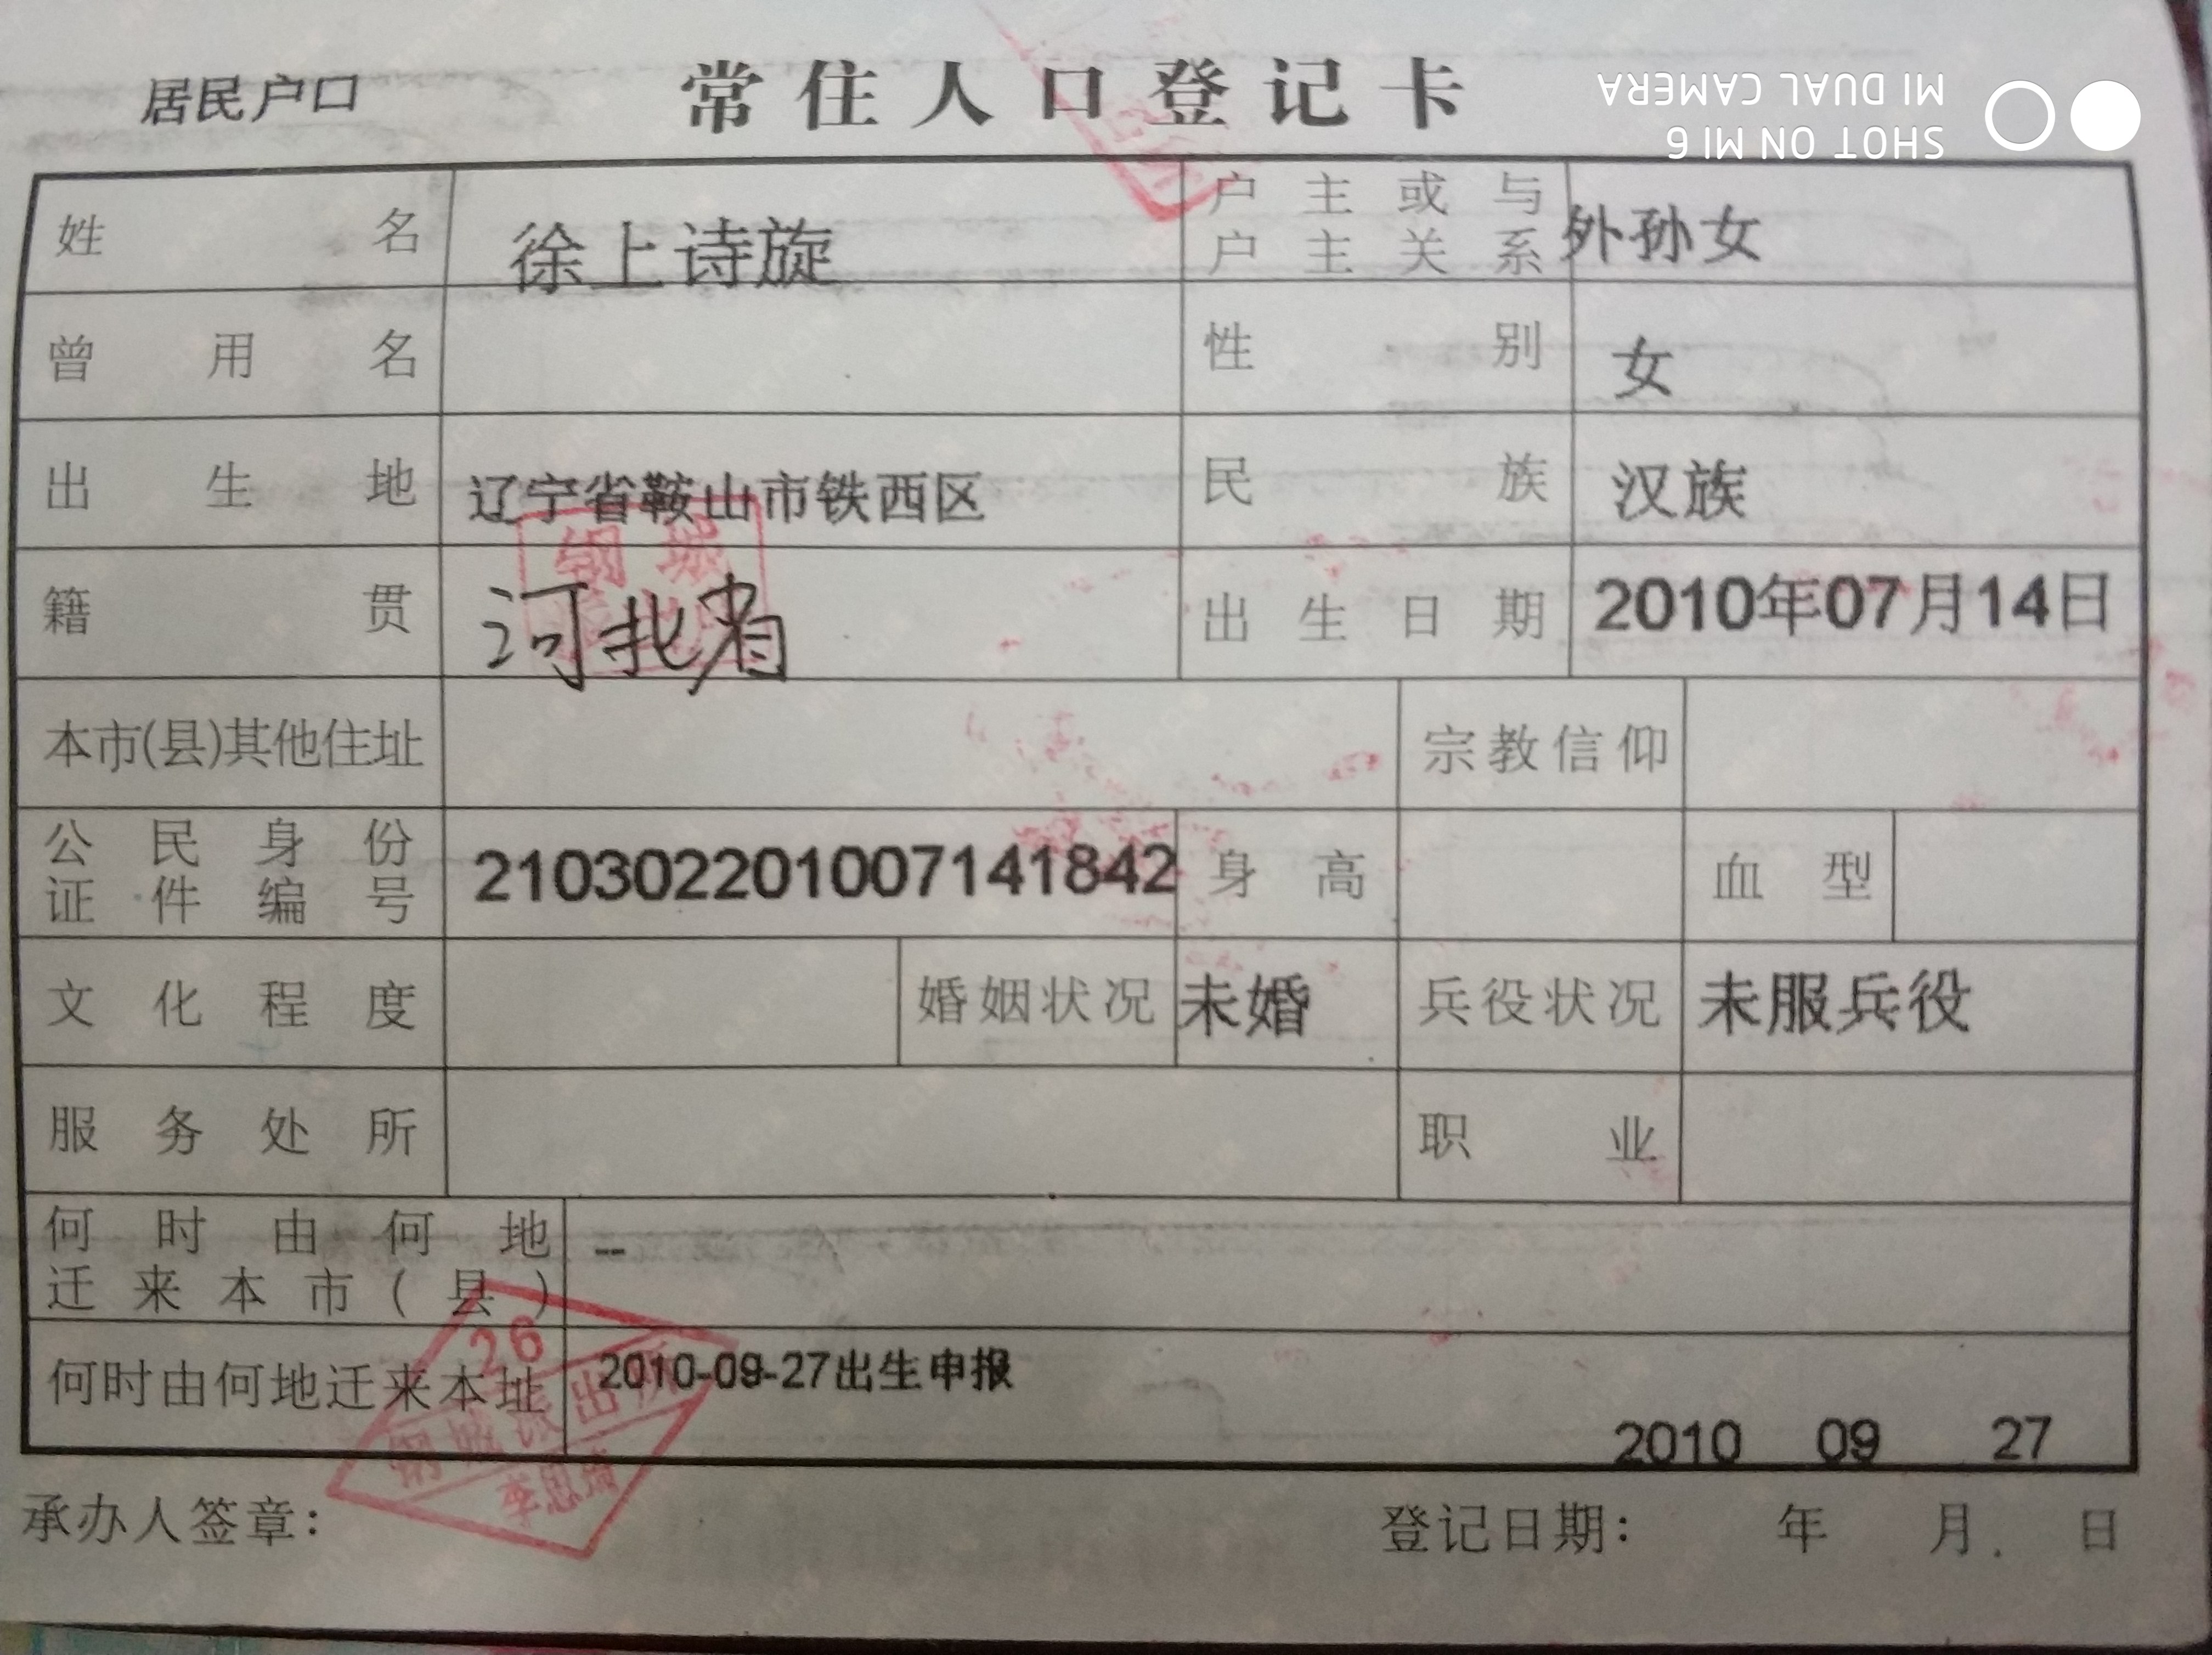 居民户口
常住人口登记卡
姓名 徐上诗旋 户主或与户主关系 外孙女
曾用名 性别 女
出生地 辽宁省鞍山市铁西区 民族 汉族
籍贯 河北省 出生日期 2010年07月14日
本市(县)其他住址 宗教信仰
公民身份证件编号 210302201007141842 身高 血型
文化程度 婚姻状况 未婚 兵役状况 未服兵役
服务处所 职业
何时由何地迁来本市(县) --
何时由何地迁来本址 2010-09-27出生申报
26
2010 09 27
承办人签章: 登记日期: 年 月 日
SHOT ON MI 6
MI DUAL CAMERA